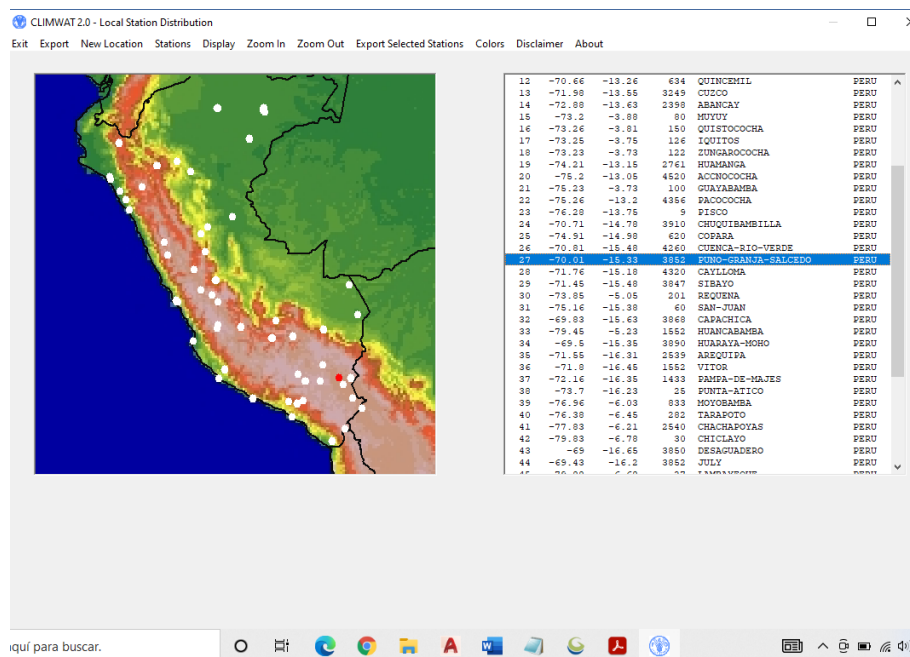 CLIMWAT 2.0 - Local Station Distribution
Exit Export New Location Stations Display Zoom In Zoom Out Export Selected Stations Colors Disclaimer About
12 -70.66 -13.26 634 QUINCEMIL PERU
13 -71.98 -13.55 3249 CUZCO PERU
14 -72.88 -13.63 2398 ABANCAY PERU
15 -73.2 -3.88 80 MUYUY PERU
16 -73.26 -3.81 150 QUISTOCOCHA PERU
17 -73.25 -3.75 126 IQUITOS PERU
18 -73.23 -3.73 122 ZUNGAROCOCHA PERU
19 -74.21 -13.15 2761 HUAMANGA PERU
20 -75.2 -13.05 4520 ACCNOCOCHA PERU
21 -75.23 -3.73 100 GUAYABAMBA PERU
22 -75.26 -13.2 4356 PACOCOCHA PERU
23 -76.28 -13.75 9 PISCO PERU
24 -70.71 -14.78 3910 CHUQUIBAMBILLA PERU
25 -74.91 -14.98 620 COPARA PERU
26 -70.81 -15.48 4260 CUENCA-RIO-VERDE PERU
27 -70.01 -15.33 3852 PUNO-GRANJA-SALCEDO PERU
28 -71.76 -15.18 4320 CAYLLOMA PERU
29 -71.45 -15.48 3847 SIBAYO PERU
30 -73.85 -5.05 201 REQUENA PERU
31 -75.16 -15.38 60 SAN-JUAN PERU
32 -69.83 -15.63 3868 CAPACHICA PERU
33 -79.45 -5.23 1552 HUANCABAMBA PERU
34 -69.5 -15.35 3890 HUARAYA-MOHO PERU
35 -71.55 -16.31 2539 AREQUIPA PERU
36 -71.8 -16.45 1552 VITOR PERU
37 -72.16 -16.35 1433 PAMPA-DE-MAJES PERU
38 -73.7 -16.23 25 PUNTA-ATICO PERU
39 -76.96 -6.03 833 MOYOBAMBA PERU
40 -76.38 -6.45 282 TARAPOTO PERU
41 -77.83 -6.21 2540 CHACHAPOYAS PERU
42 -79.83 -6.78 30 CHICLAYO PERU
43 -69 -16.65 3850 DESAGUADERO PERU
44 -69.43 -16.2 3852 JULY PERU
para buscar.